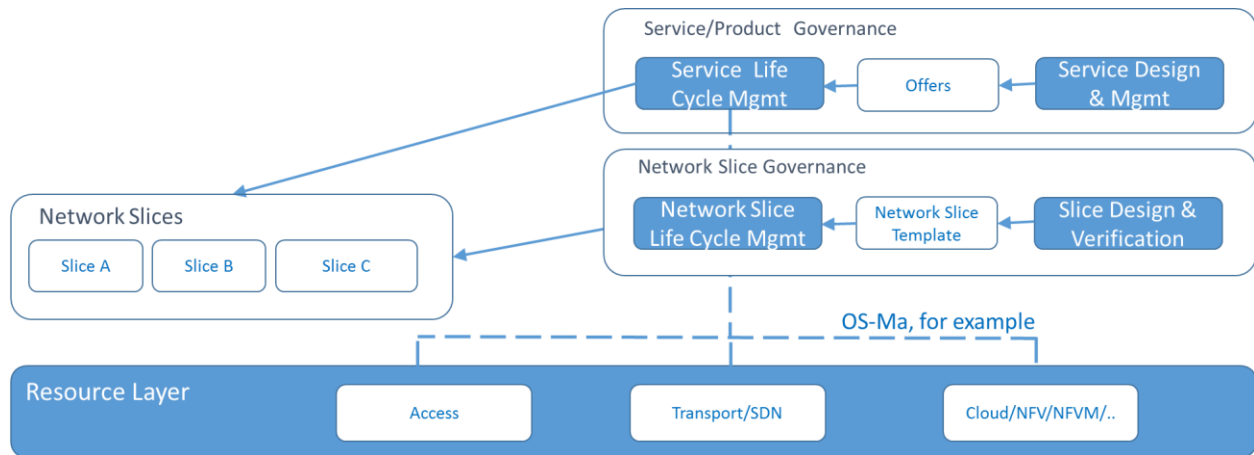 Service/Product Governance
Service Life
Cycle Mgmt
Offers
Service Design
& Mgmt
Network Slice Governance
Network Slice
Life Cycle Mgmt
Network Slice
Template
Slice Design &
Verification
Network Slices
Slice A
Slice B
Slice C
OS-Ma, for example
Resource Layer
Access
Transport/SDN
Cloud/NFV/NFVM/..